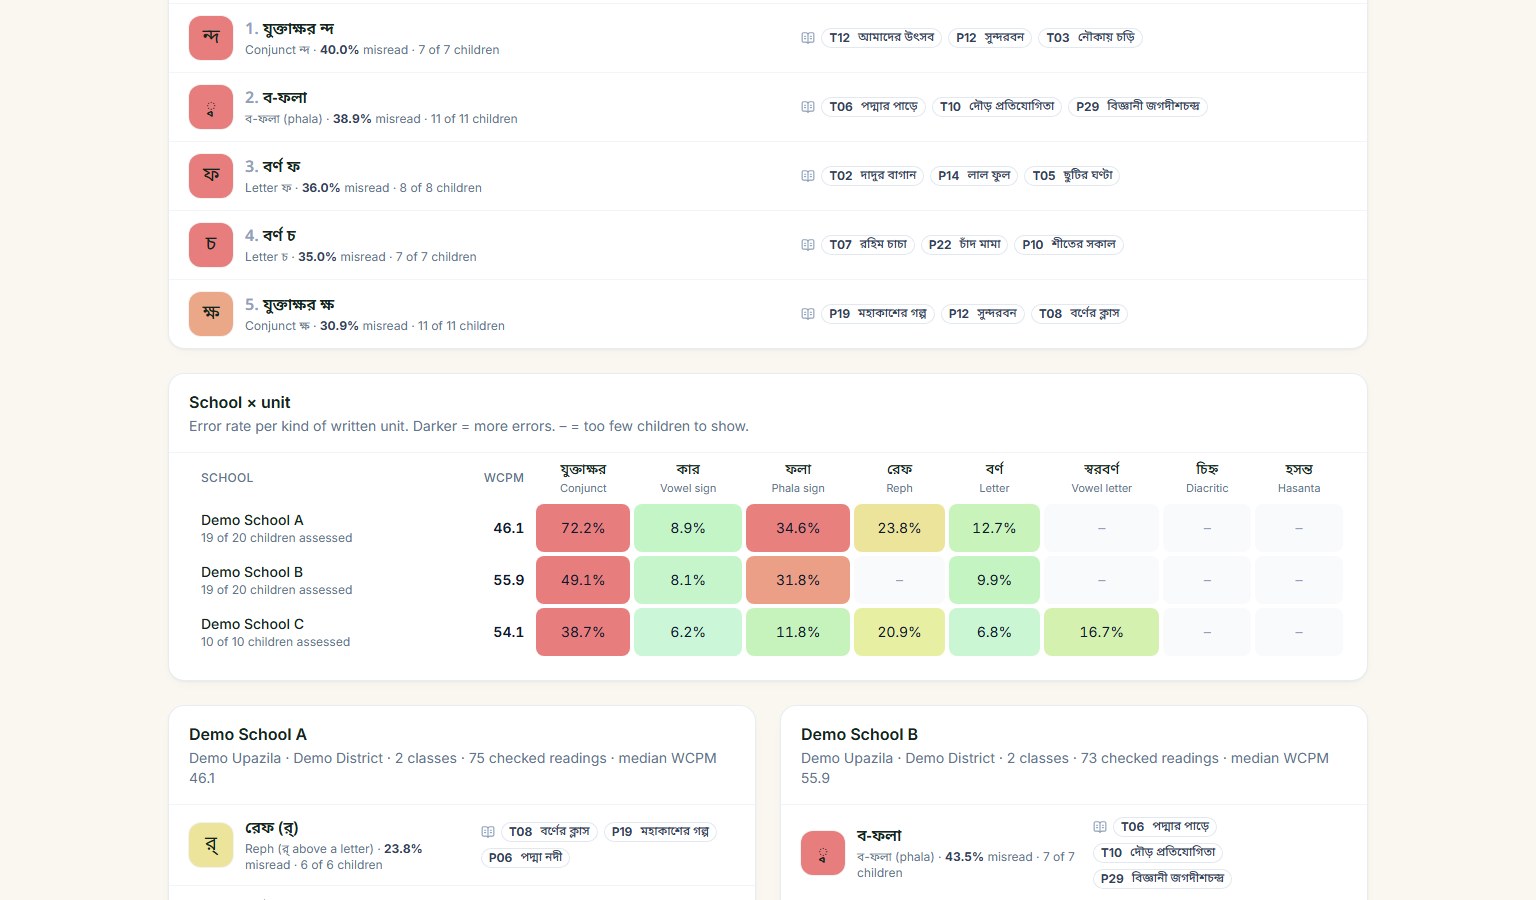 ন্দ
1. যুক্তাক্ষর ন্দ
Conjunct ন্দ · 40.0% misread · 7 of 7 children
T12 আমাদের উৎসব P12 সুন্দরবন T03 নৌকায় চড়ি
্ব
2. ব-ফলা
ব-ফলা (phala) · 38.9% misread · 11 of 11 children
T06 পদ্মার পাড়ে T10 দৌড় প্রতিযোগিতা P29 বিজ্ঞানী জগদীশচন্দ্র
ফ
3. বর্ণ ফ
Letter ফ · 36.0% misread · 8 of 8 children
T02 দাদুর বাগান P14 লাল ফুল T05 ছুটির ঘণ্টা
চ
4. বর্ণ চ
Letter চ · 35.0% misread · 7 of 7 children
T07 রহিম চাচা P22 চাঁদ মামা P10 শীতের সকাল
ক্ষ
5. যুক্তাক্ষর ক্ষ
Conjunct ক্ষ · 30.9% misread · 11 of 11 children
P19 মহাকাশের গল্প P12 সুন্দরবন T08 বর্ণের ক্লাস
School × unit
Error rate per kind of written unit. Darker = more errors. – = too few children to show.
SCHOOL WCPM যুক্তাক্ষর কার ফলা রেফ বর্ণ স্বরবর্ণ চিহ্ন হসন্ত
Conjunct Vowel sign Phala sign Reph Letter Vowel letter Diacritic Hasanta
Demo School A 46.1 72.2% 8.9% 34.6% 23.8% 12.7% – – –
19 of 20 children assessed
Demo School B 55.9 49.1% 8.1% 31.8% – 9.9% – – –
19 of 20 children assessed
Demo School C 54.1 38.7% 6.2% 11.8% 20.9% 6.8% 16.7% – –
10 of 10 children assessed
Demo School A
Demo Upazila · Demo District · 2 classes · 75 checked readings · median WCPM
46.1
র্
রেফ (র্)
Reph (র্ above a letter) · 23.8%
misread · 6 of 6 children
T08 বর্ণের ক্লাস P19 মহাকাশের গল্প
P06 পদ্মা নদী
Demo School B
Demo Upazila · Demo District · 2 classes · 73 checked readings · median WCPM
55.9
্ব
ব-ফলা
ব-ফলা (phala) · 43.5% misread · 7 of 7
children
T06 পদ্মার পাড়ে
T10 দৌড় প্রতিযোগিতা
P29 বিজ্ঞানী জগদীশচন্দ্র